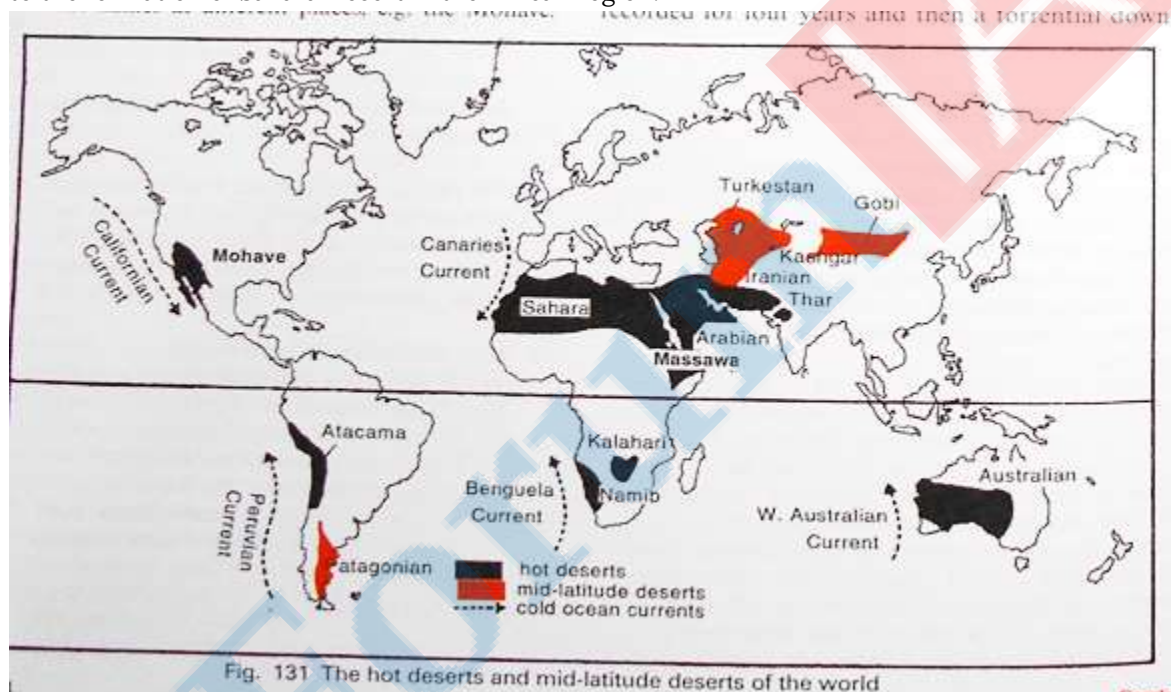 recorded for four years and then a torrential down
Turkestan
Gobi
Kashgar
Iranian
Thar
Canaries
Current
Californian
Current
Mohave
Sahara
Arabian
Massawa
Atacama
Kalahari
Namib
Benguela
Current
Australian
W. Australian
Current
Peruvian
Current
Patagonian
hot deserts
mid-latitude deserts
cold ocean currents
Fig. 131 The hot deserts and mid-latitude deserts of the world